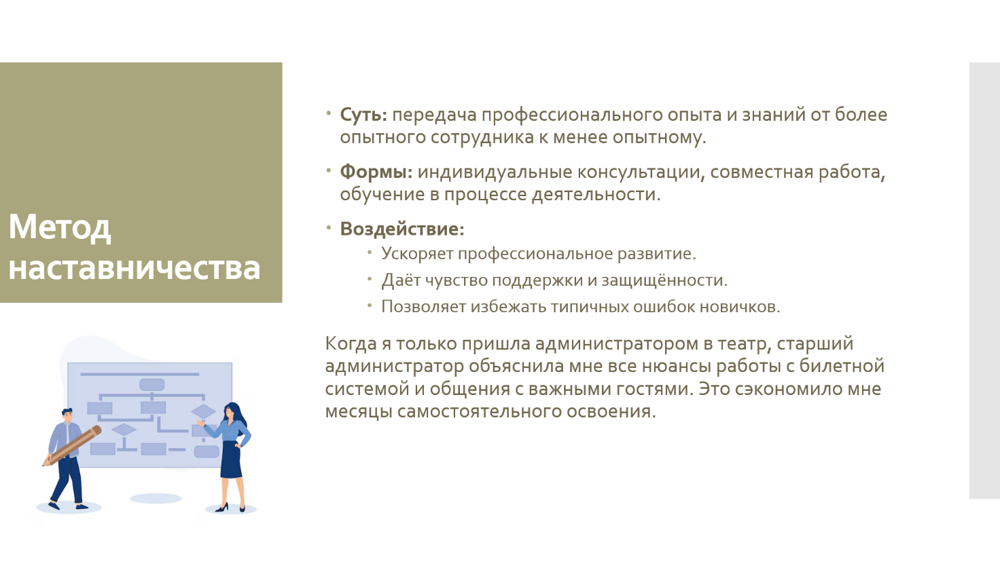 Метод
наставничества
• Суть: передача профессионального опыта и знаний от более
опытного сотрудника к менее опытному.
• Формы: индивидуальные консультации, совместная работа,
обучение в процессе деятельности.
• Воздействие:
• Ускоряет профессиональное развитие.
• Даёт чувство поддержки и защищённости.
• Позволяет избежать типичных ошибок новичков.
Когда я только пришла администратором в театр, старший
администратор объяснила мне все нюансы работы с билетной
системой и общения с важными гостями. Это сэкономило мне
месяцы самостоятельного освоения.